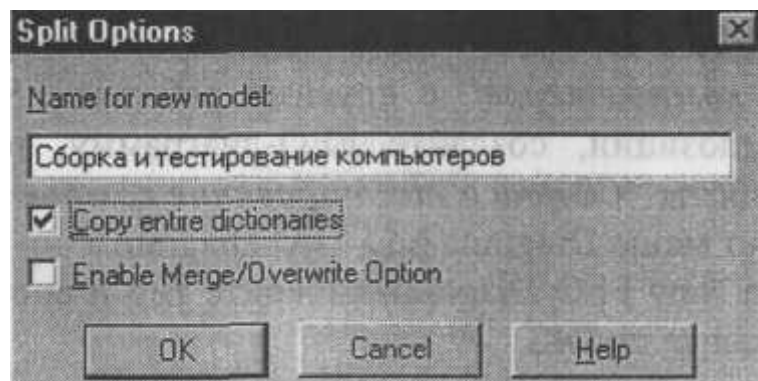 Split Options
Name for new model:
Сборка и тестирование компьютеров
Copy entire dictionaries
Enable Merge/Overwrite Option
OK Cancel Help